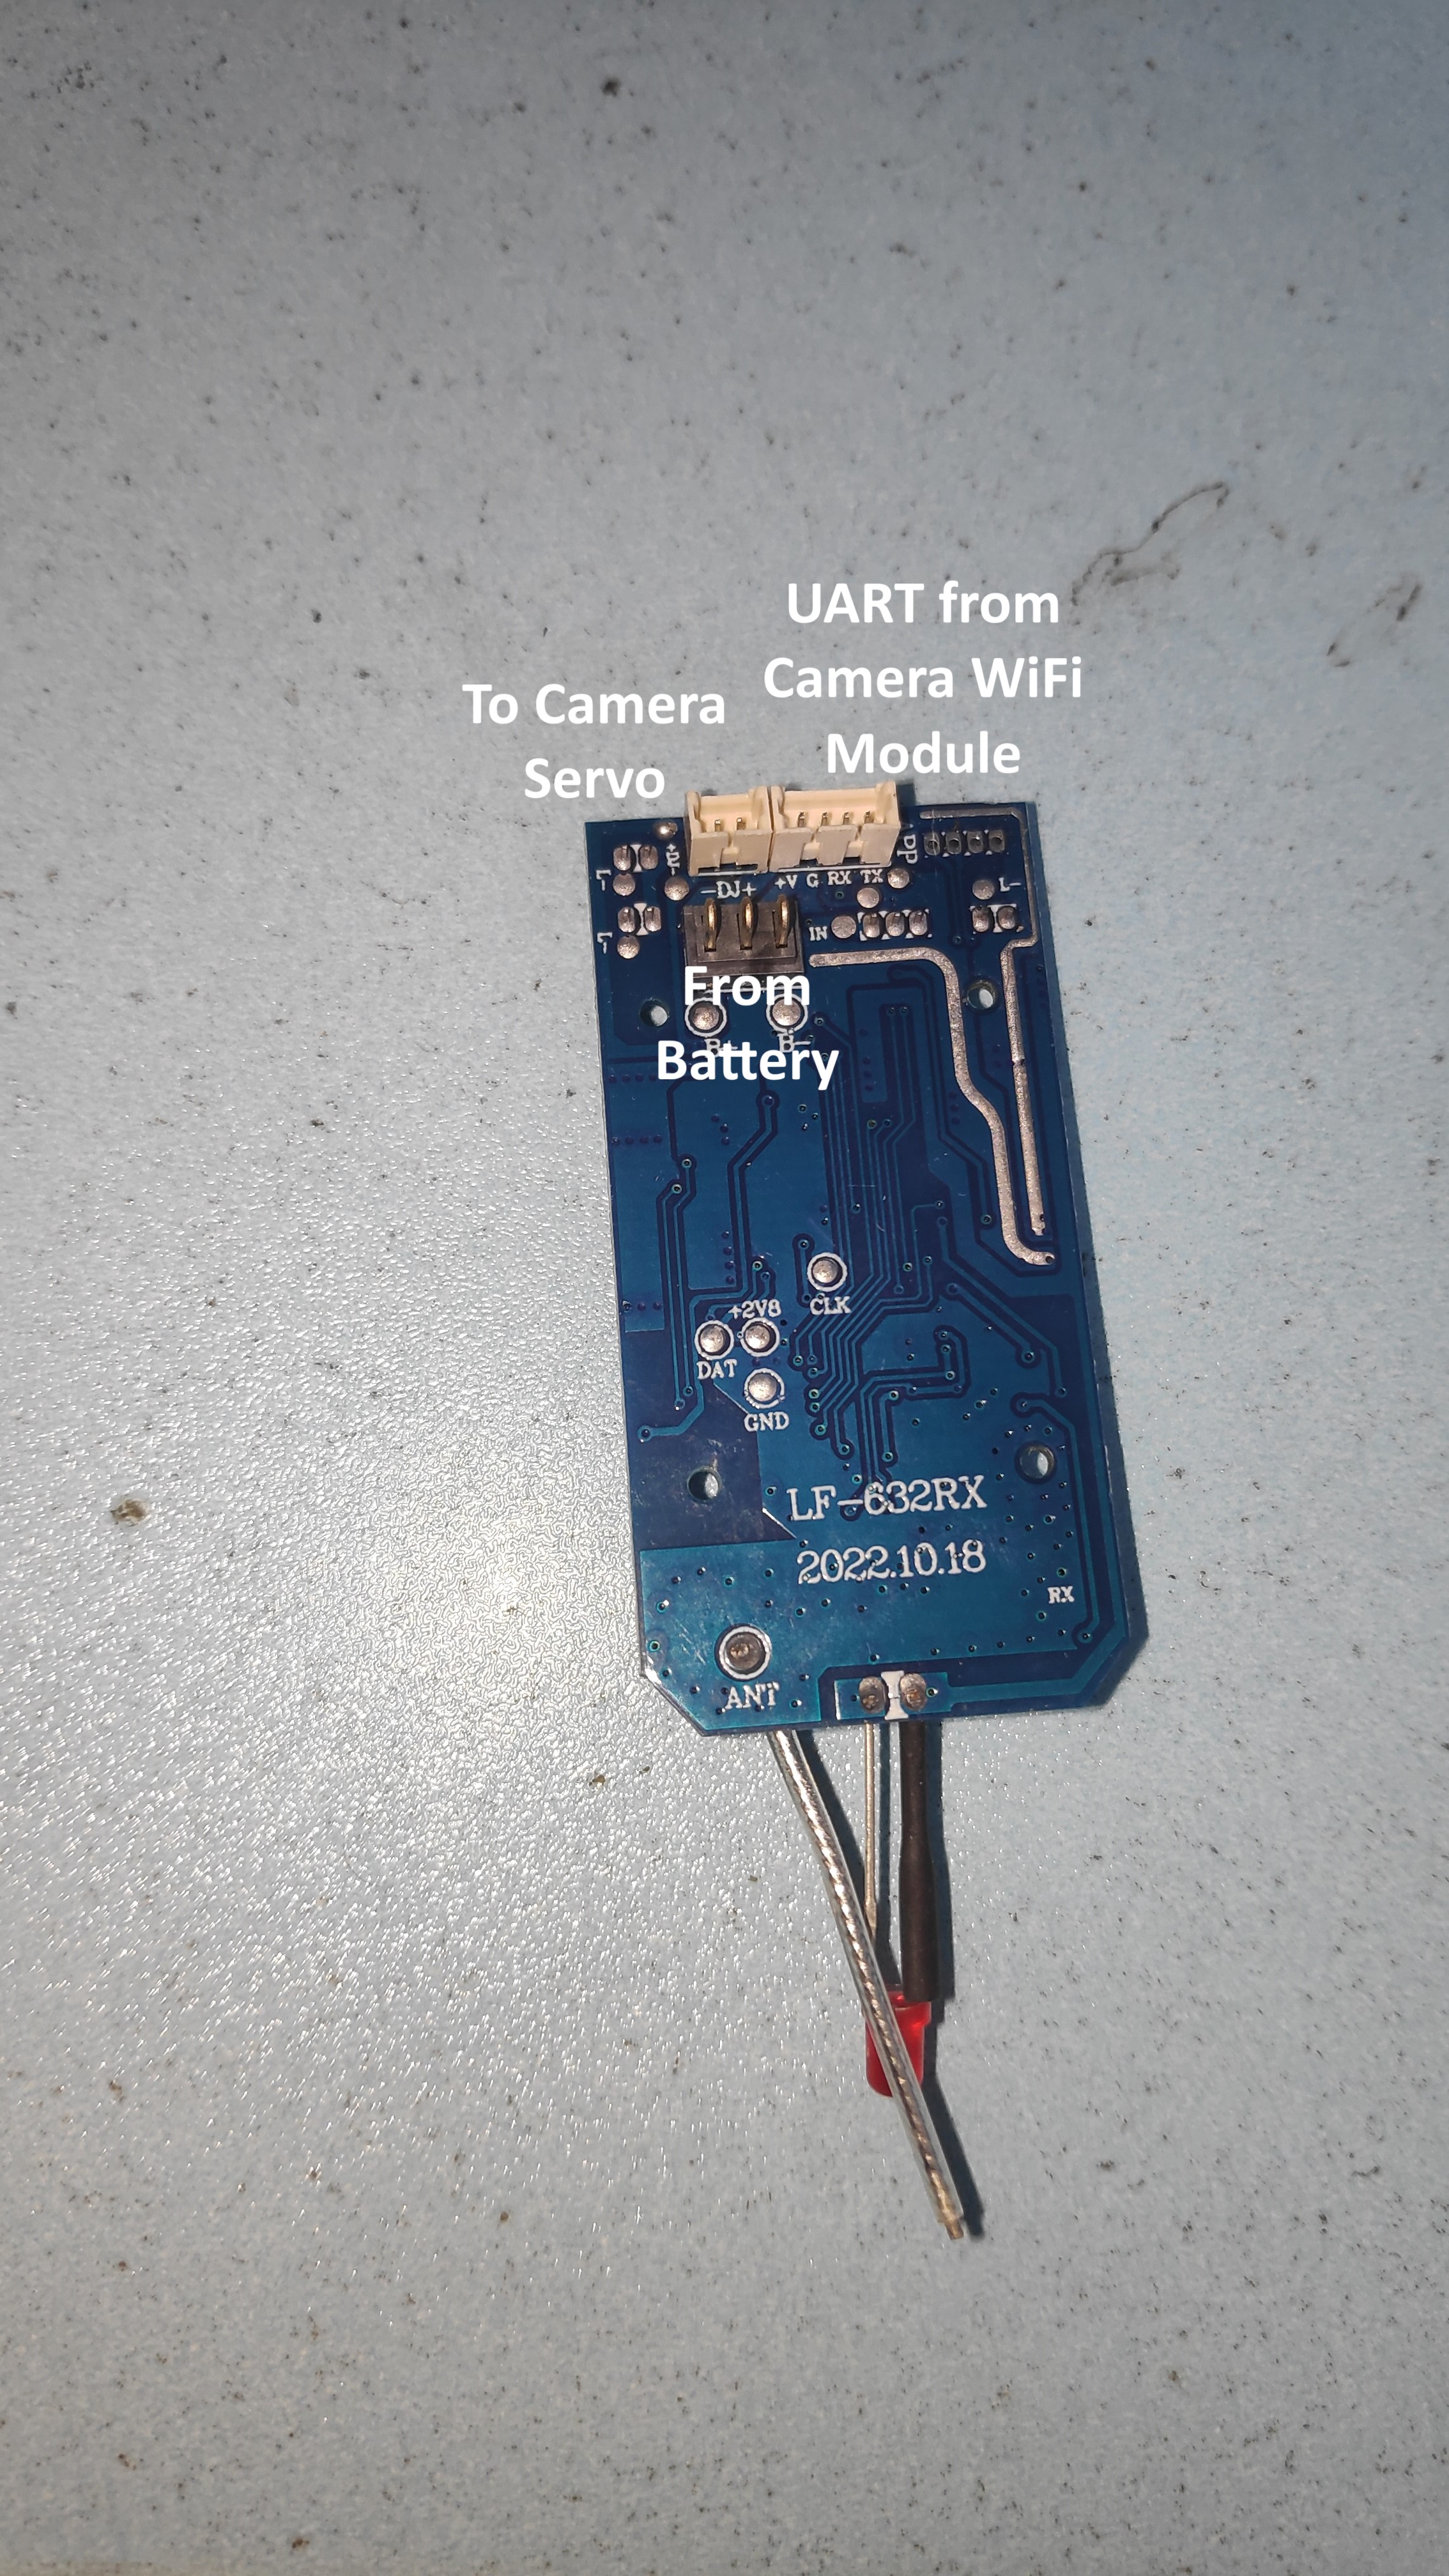 UART from
Camera WiFi
Module
To Camera
Servo
-DJ+
+V G RX TX
IN
L-
From
Battery
B+ B-
CLK
+2V8
DAT
GND
LF-632RX
2022.10.18
RX
ANT